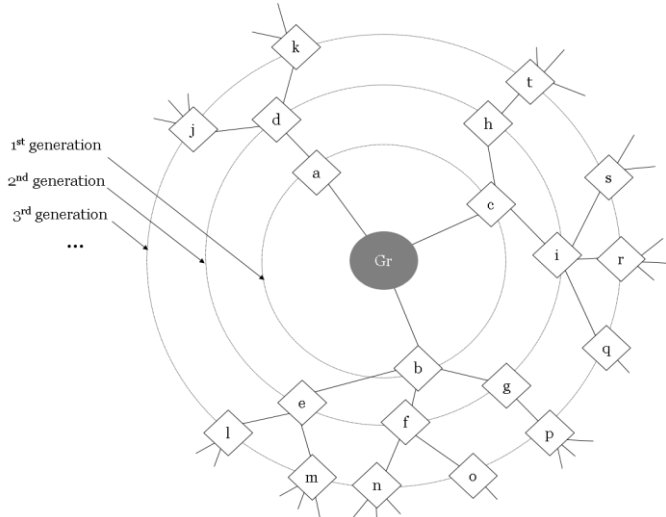 k
t
j
d
h
1st generation
a
s
2nd generation
c
3rd generation
...
Gr
i
r
q
b
g
e
f
l
p
m
n
o